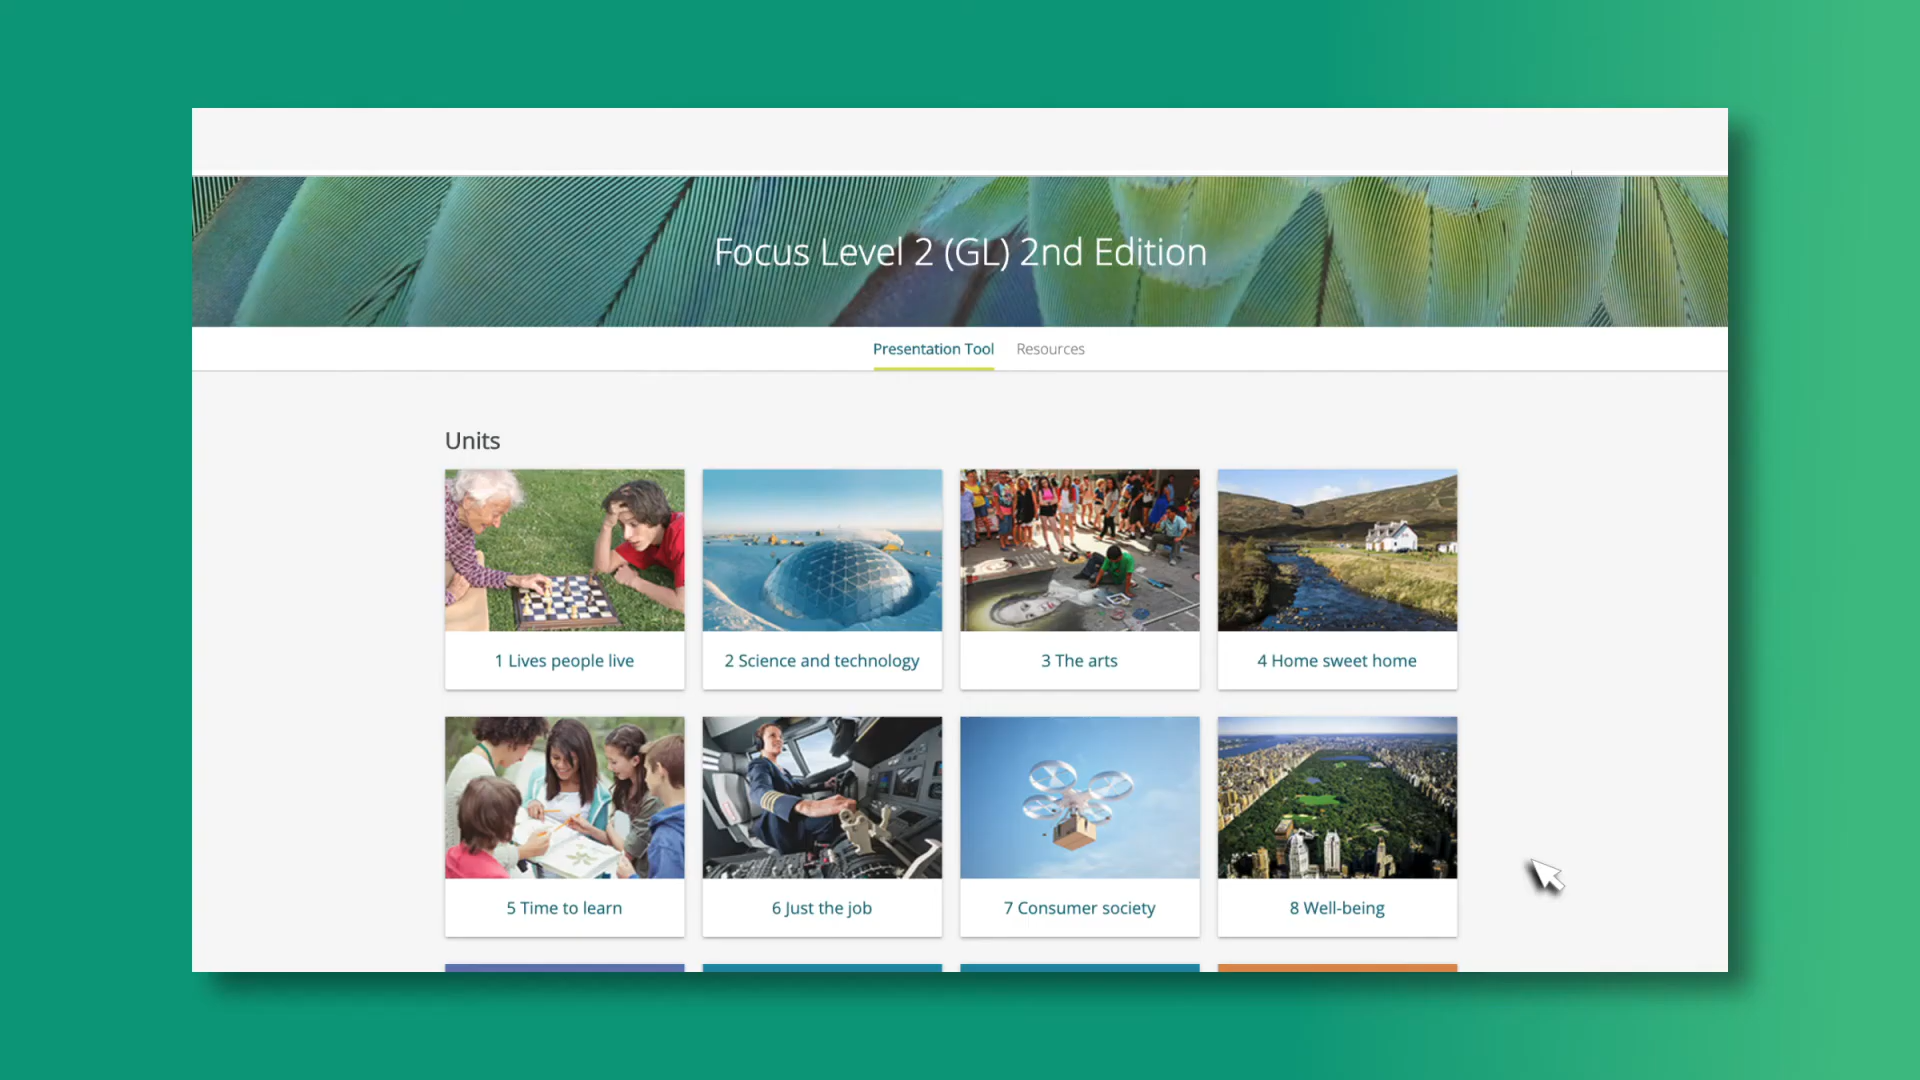 Focus Level 2 (GL) 2nd Edition
Presentation Tool
Resources
Units
1 Lives people live
2 Science and technology
3 The arts
4 Home sweet home
5 Time to learn
6 Just the job
7 Consumer society
8 Well-being